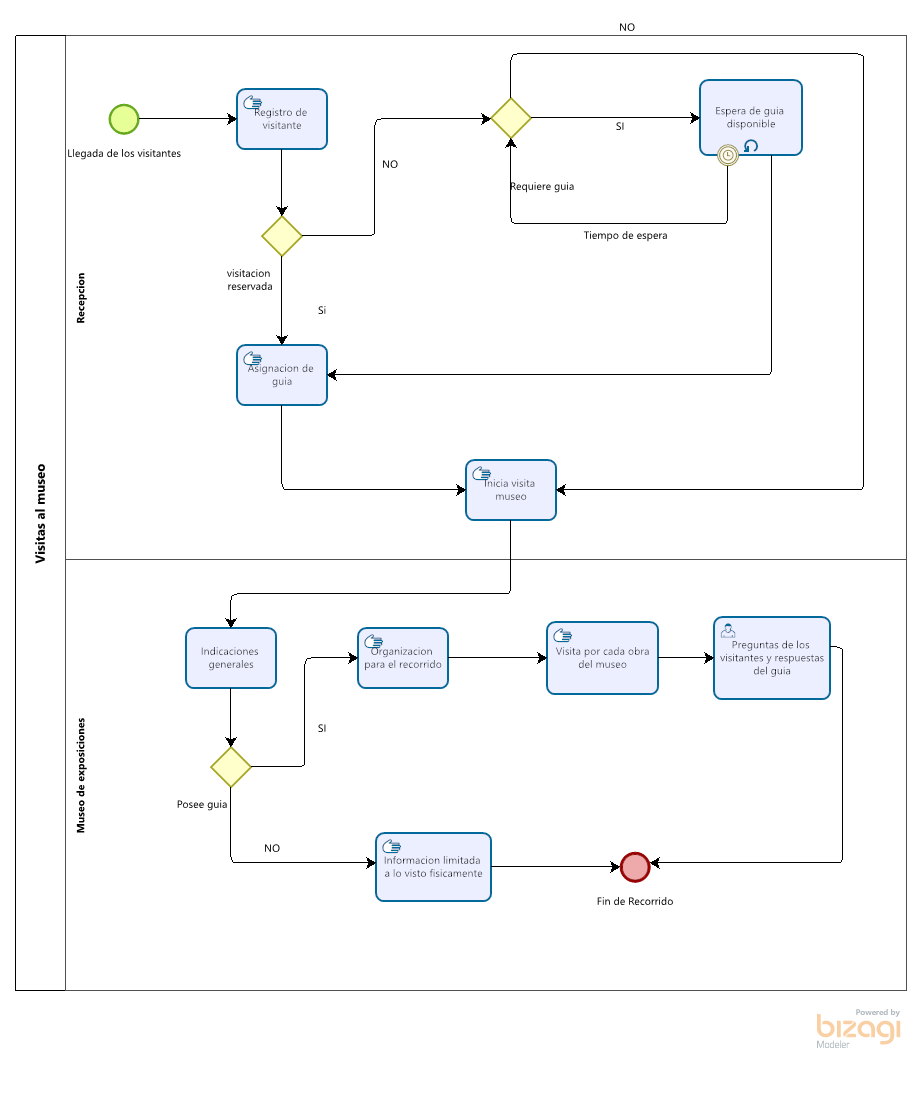 NO
Registro de
visitante
Llegada de los visitantes
Espera de guia
disponible
SI
NO
Requiere guia
Tiempo de espera
visitacion
reservada
Si
Recepcion
Asignacion de
guia
Inicia visita
museo
Visitas al museo
Indicaciones
generales
Organizacion
para el recorrido
Visita por cada obra
del museo
Preguntas de los
visitantes y respuestas
del guia
SI
Museo de exposiciones
Posee guia
NO
Informacion limitada
a lo visto fisicamente
Fin de Recorrido
Powered by
bizagi
Modeler